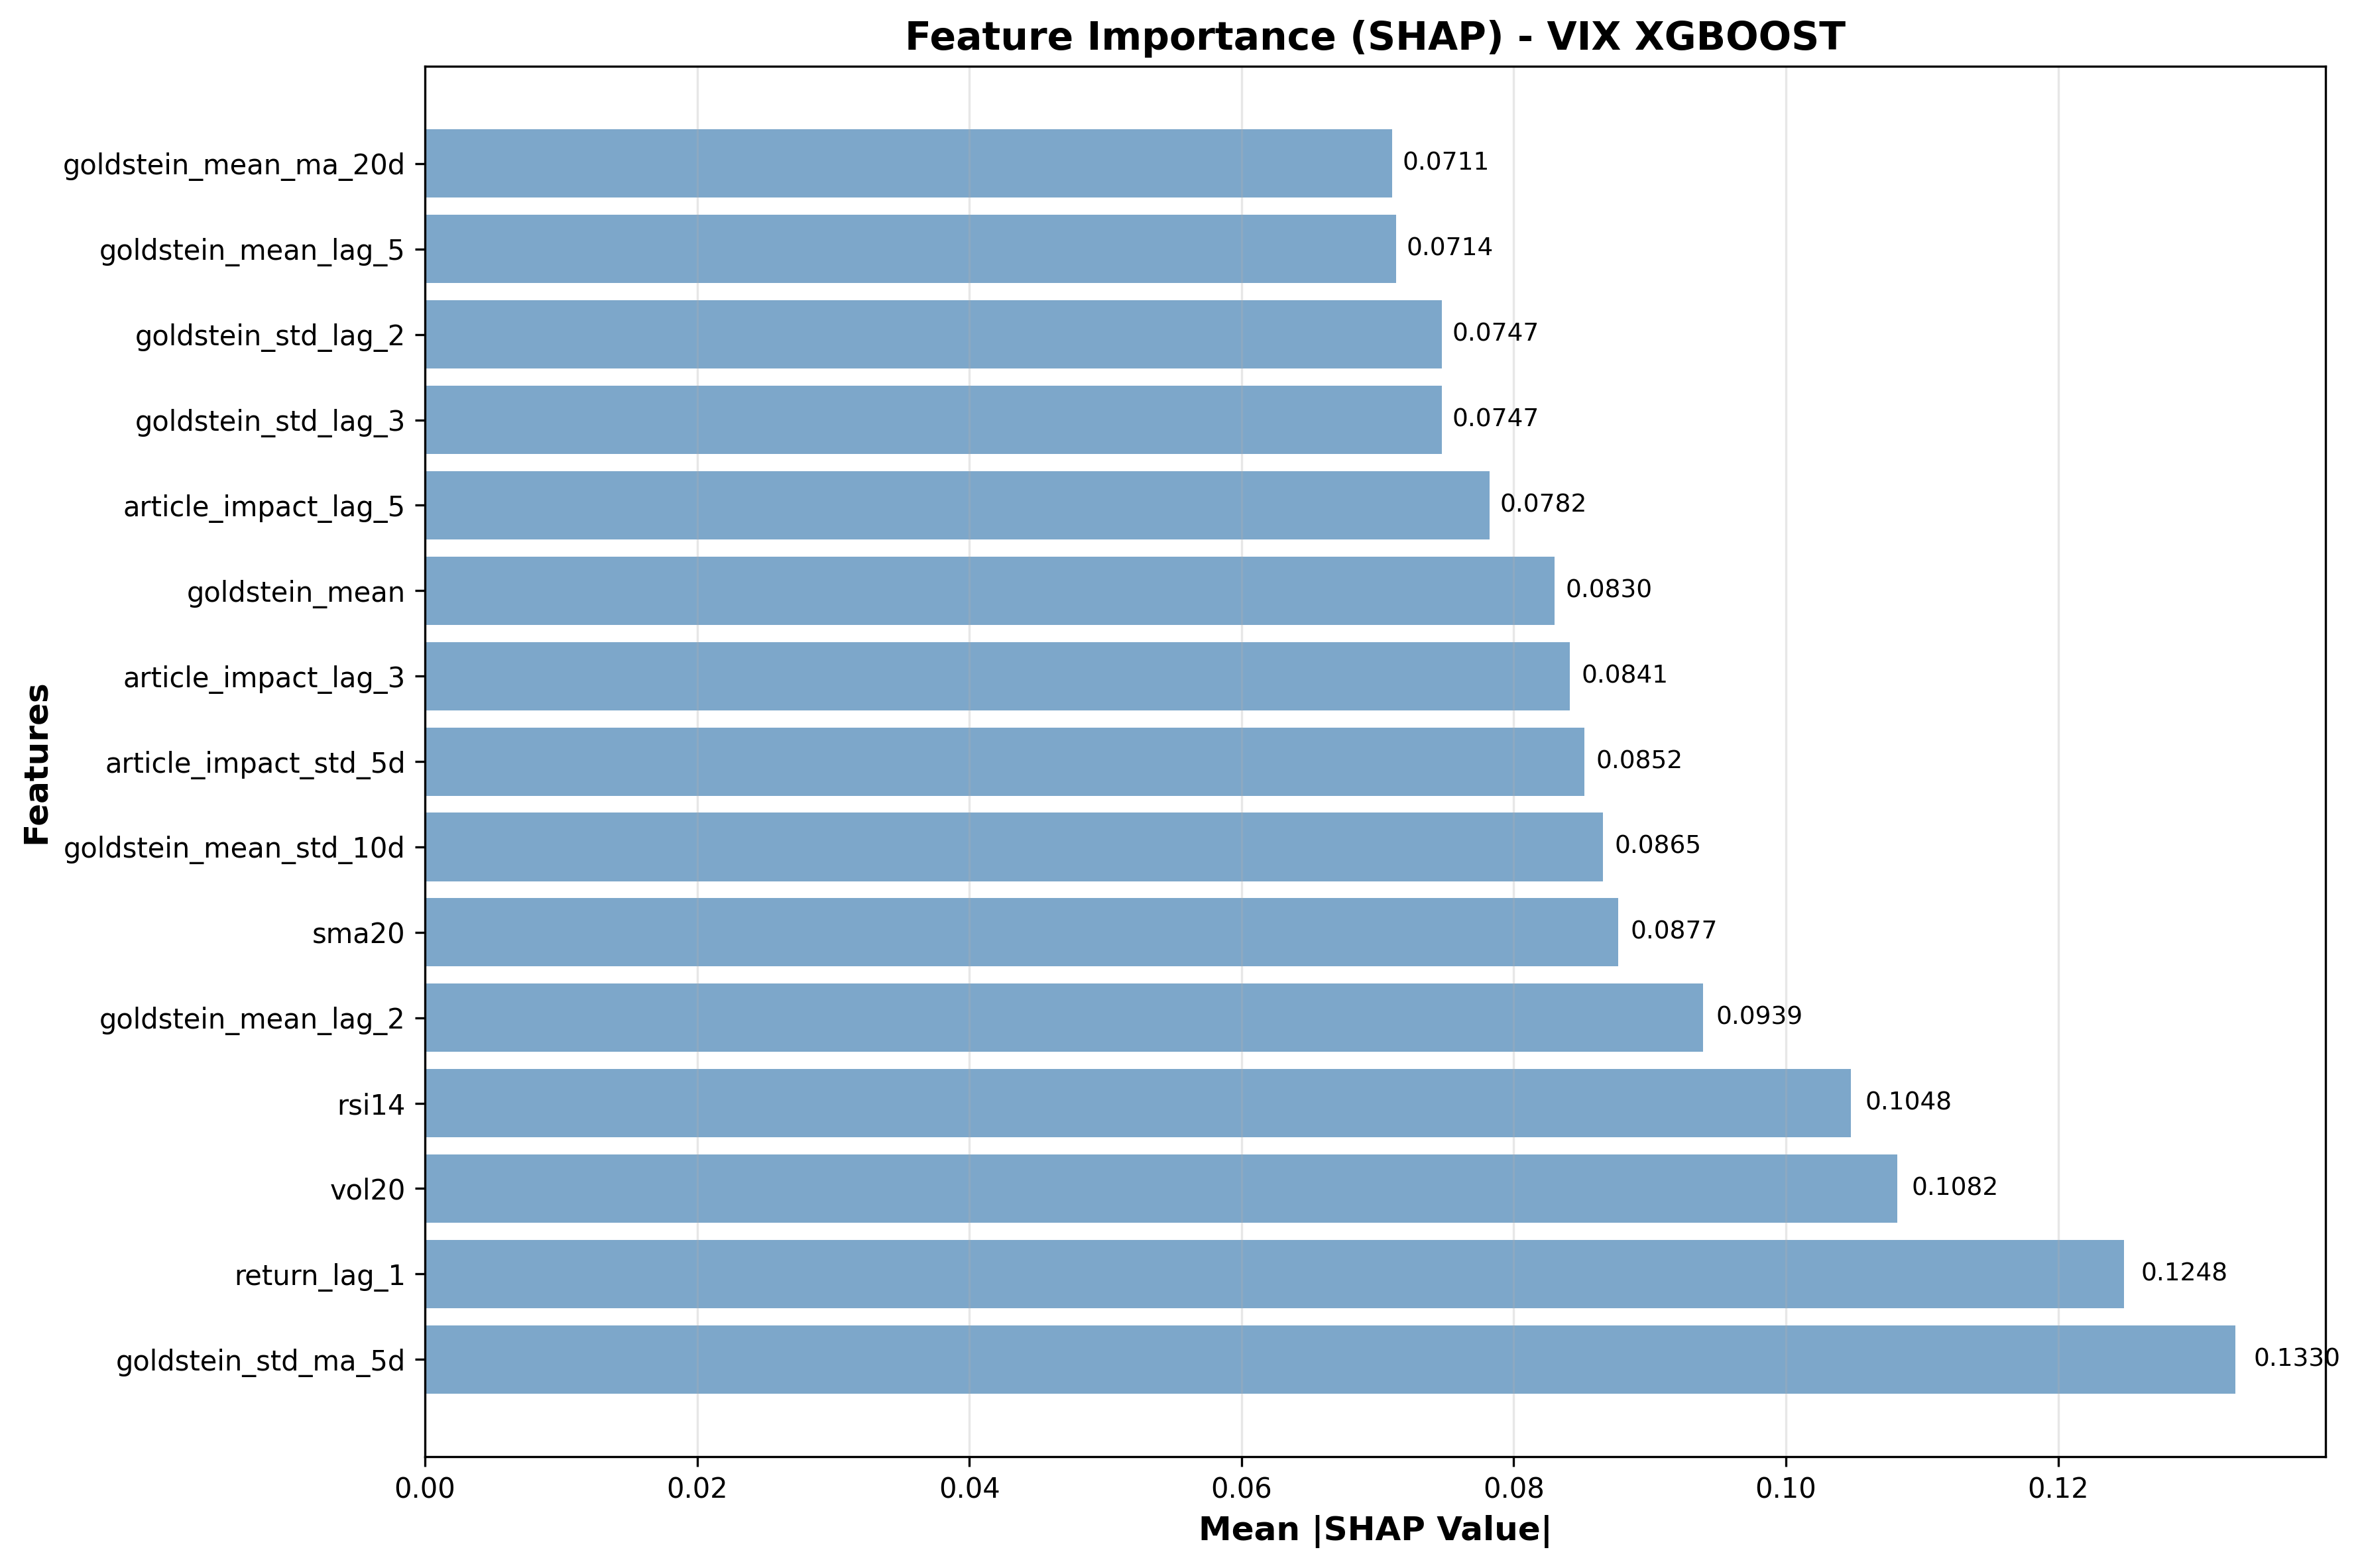 Feature Importance (SHAP) - VIX XGBOOST
Features
goldstein_mean_ma_20d 0.0711
goldstein_mean_lag_5 0.0714
goldstein_std_lag_2 0.0747
goldstein_std_lag_3 0.0747
article_impact_lag_5 0.0782
goldstein_mean 0.0830
article_impact_lag_3 0.0841
article_impact_std_5d 0.0852
goldstein_mean_std_10d 0.0865
sma20 0.0877
goldstein_mean_lag_2 0.0939
rsi14 0.1048
vol20 0.1082
return_lag_1 0.1248
goldstein_std_ma_5d 0.1330
0.00 0.02 0.04 0.06 0.08 0.10 0.12
Mean |SHAP Value|